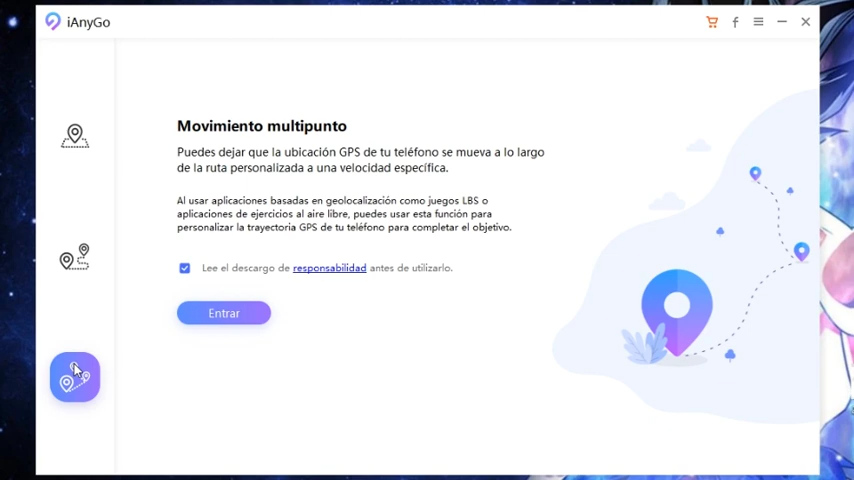 iAnyGo
Movimiento multipunto
Puedes dejar que la ubicación GPS de tu teléfono se mueva a lo largo
de la ruta personalizada a una velocidad específica.
Al usar aplicaciones basadas en geolocalización como juegos LBS o
aplicaciones de ejercicios al aire libre, puedes usar esta función para
personalizar la trayectoria GPS de tu teléfono para completar el objetivo.
Lee el descargo de responsabilidad antes de utilizarlo.
Entrar